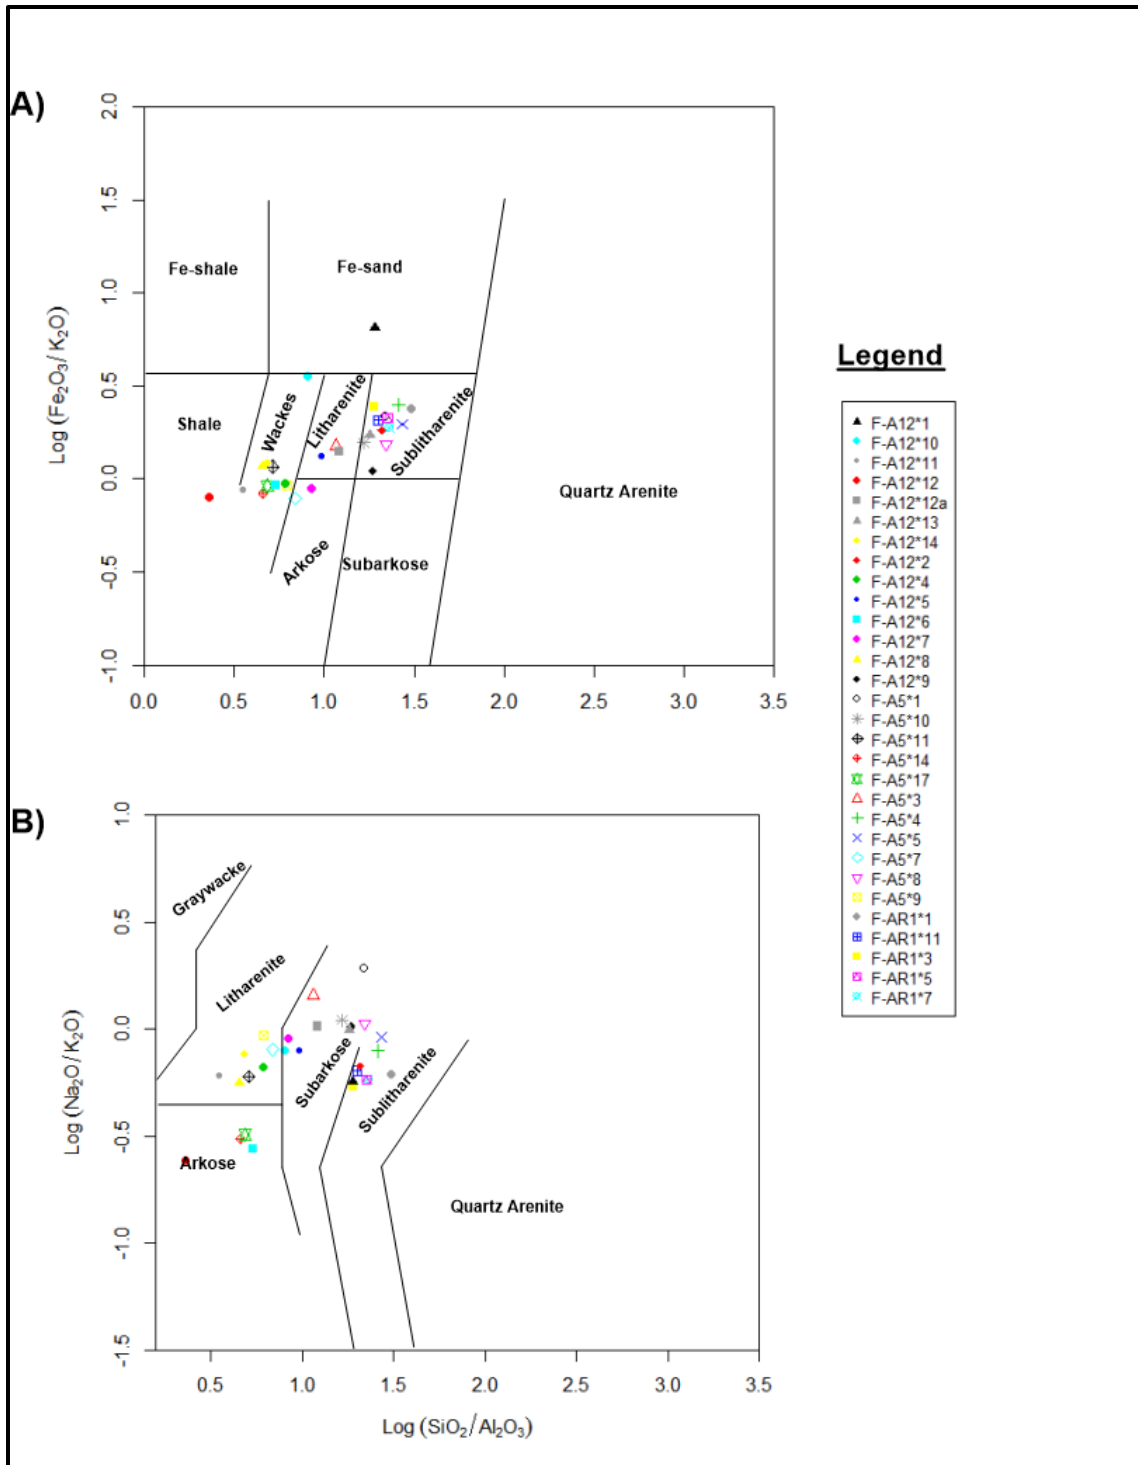 A)
2.0
1.5
1.0
0.5
0.0
-0.5
-1.0
Log (Fe₂O₃/K₂O)
Fe-shale
Fe-sand
Shale
Wackes
Litharenite
Sublitharenite
Quartz Arenite
Arkose
Subarkose
0.0 0.5 1.0 1.5 2.0 2.5 3.0 3.5
Legend
F-A12*1
F-A12*10
F-A12*11
F-A12*12
F-A12*12a
F-A12*13
F-A12*14
F-A12*2
F-A12*4
F-A12*5
F-A12*6
F-A12*7
F-A12*8
F-A12*9
F-A5*1
F-A5*10
F-A5*11
F-A5*14
F-A5*17
F-A5*3
F-A5*4
F-A5*5
F-A5*7
F-A5*8
F-A5*9
F-AR1*1
F-AR1*11
F-AR1*3
F-AR1*5
F-AR1*7
B)
1.0
0.5
0.0
-0.5
-1.0
-1.5
Log (Na₂O/K₂O)
Graywacke
Litharenite
Subarkose
Sublitharenite
Arkose
Quartz Arenite
0.5 1.0 1.5 2.0 2.5 3.0 3.5
Log (SiO₂/Al₂O₃)